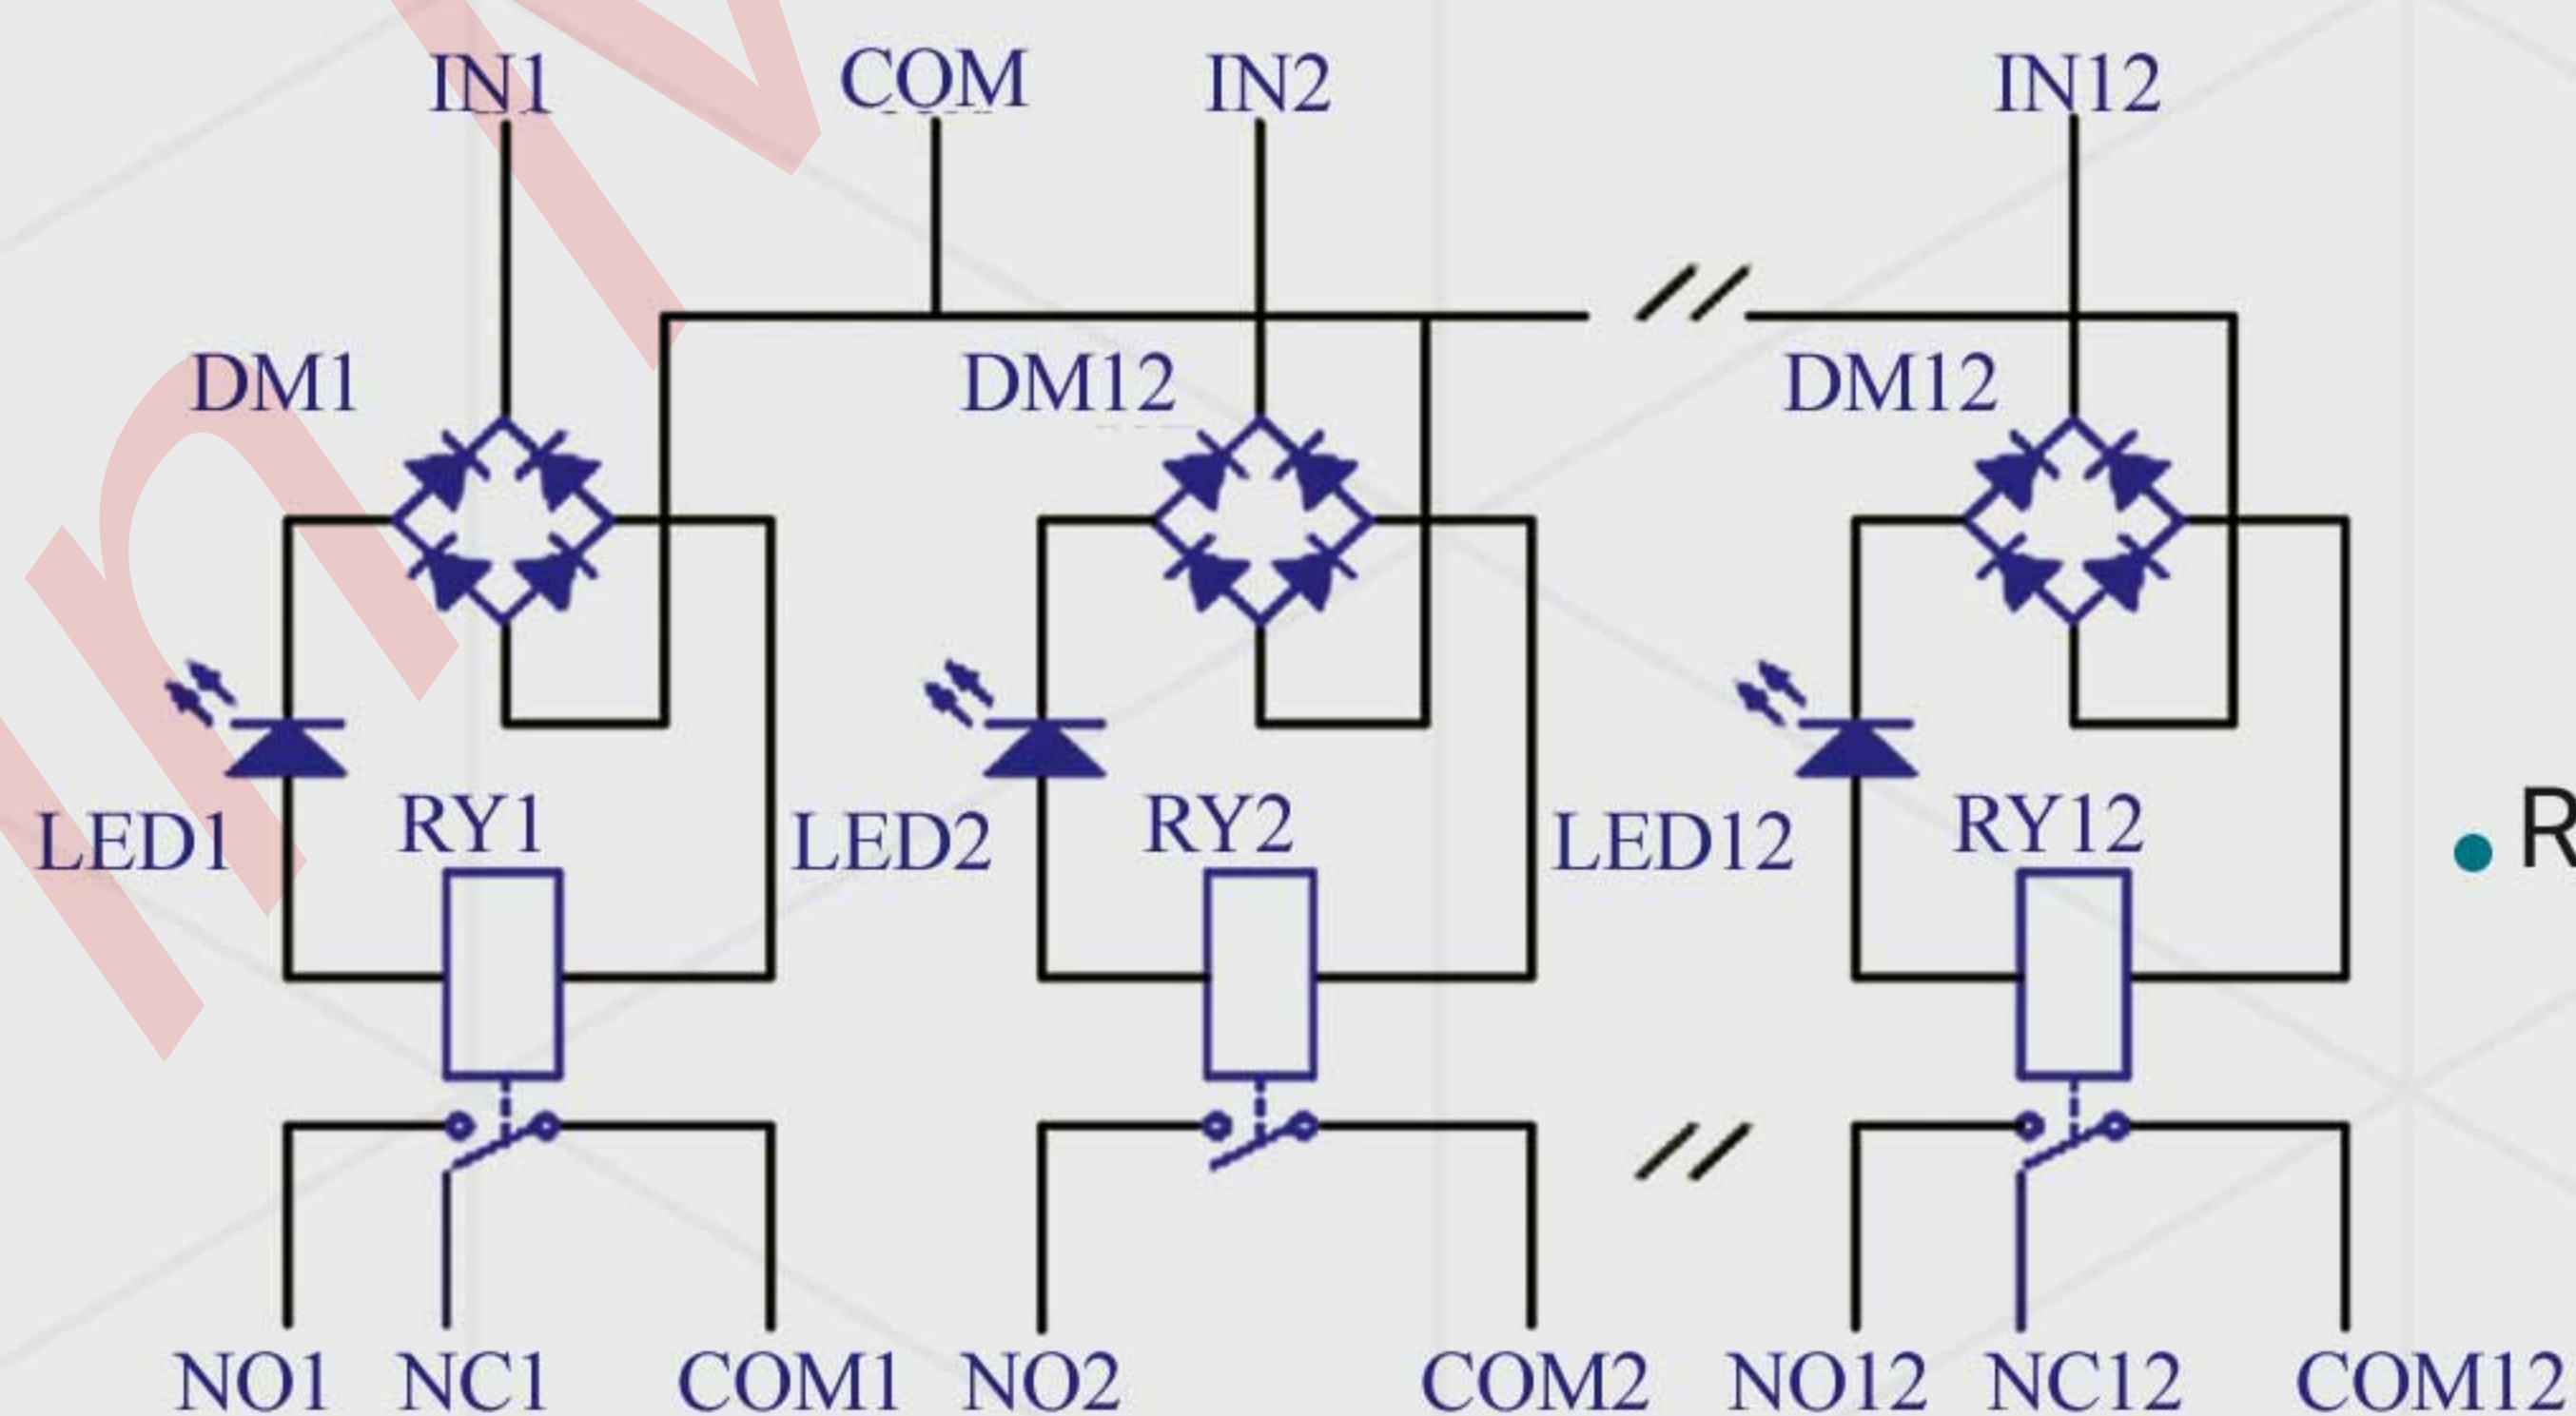 IN1 COM IN2 IN12
DM1 DM12 DM12
LED1 RY1 LED2 RY2 LED12 RY12
R
NO1 NC1 COM1 NO2 COM2 NO12 NC12 COM12